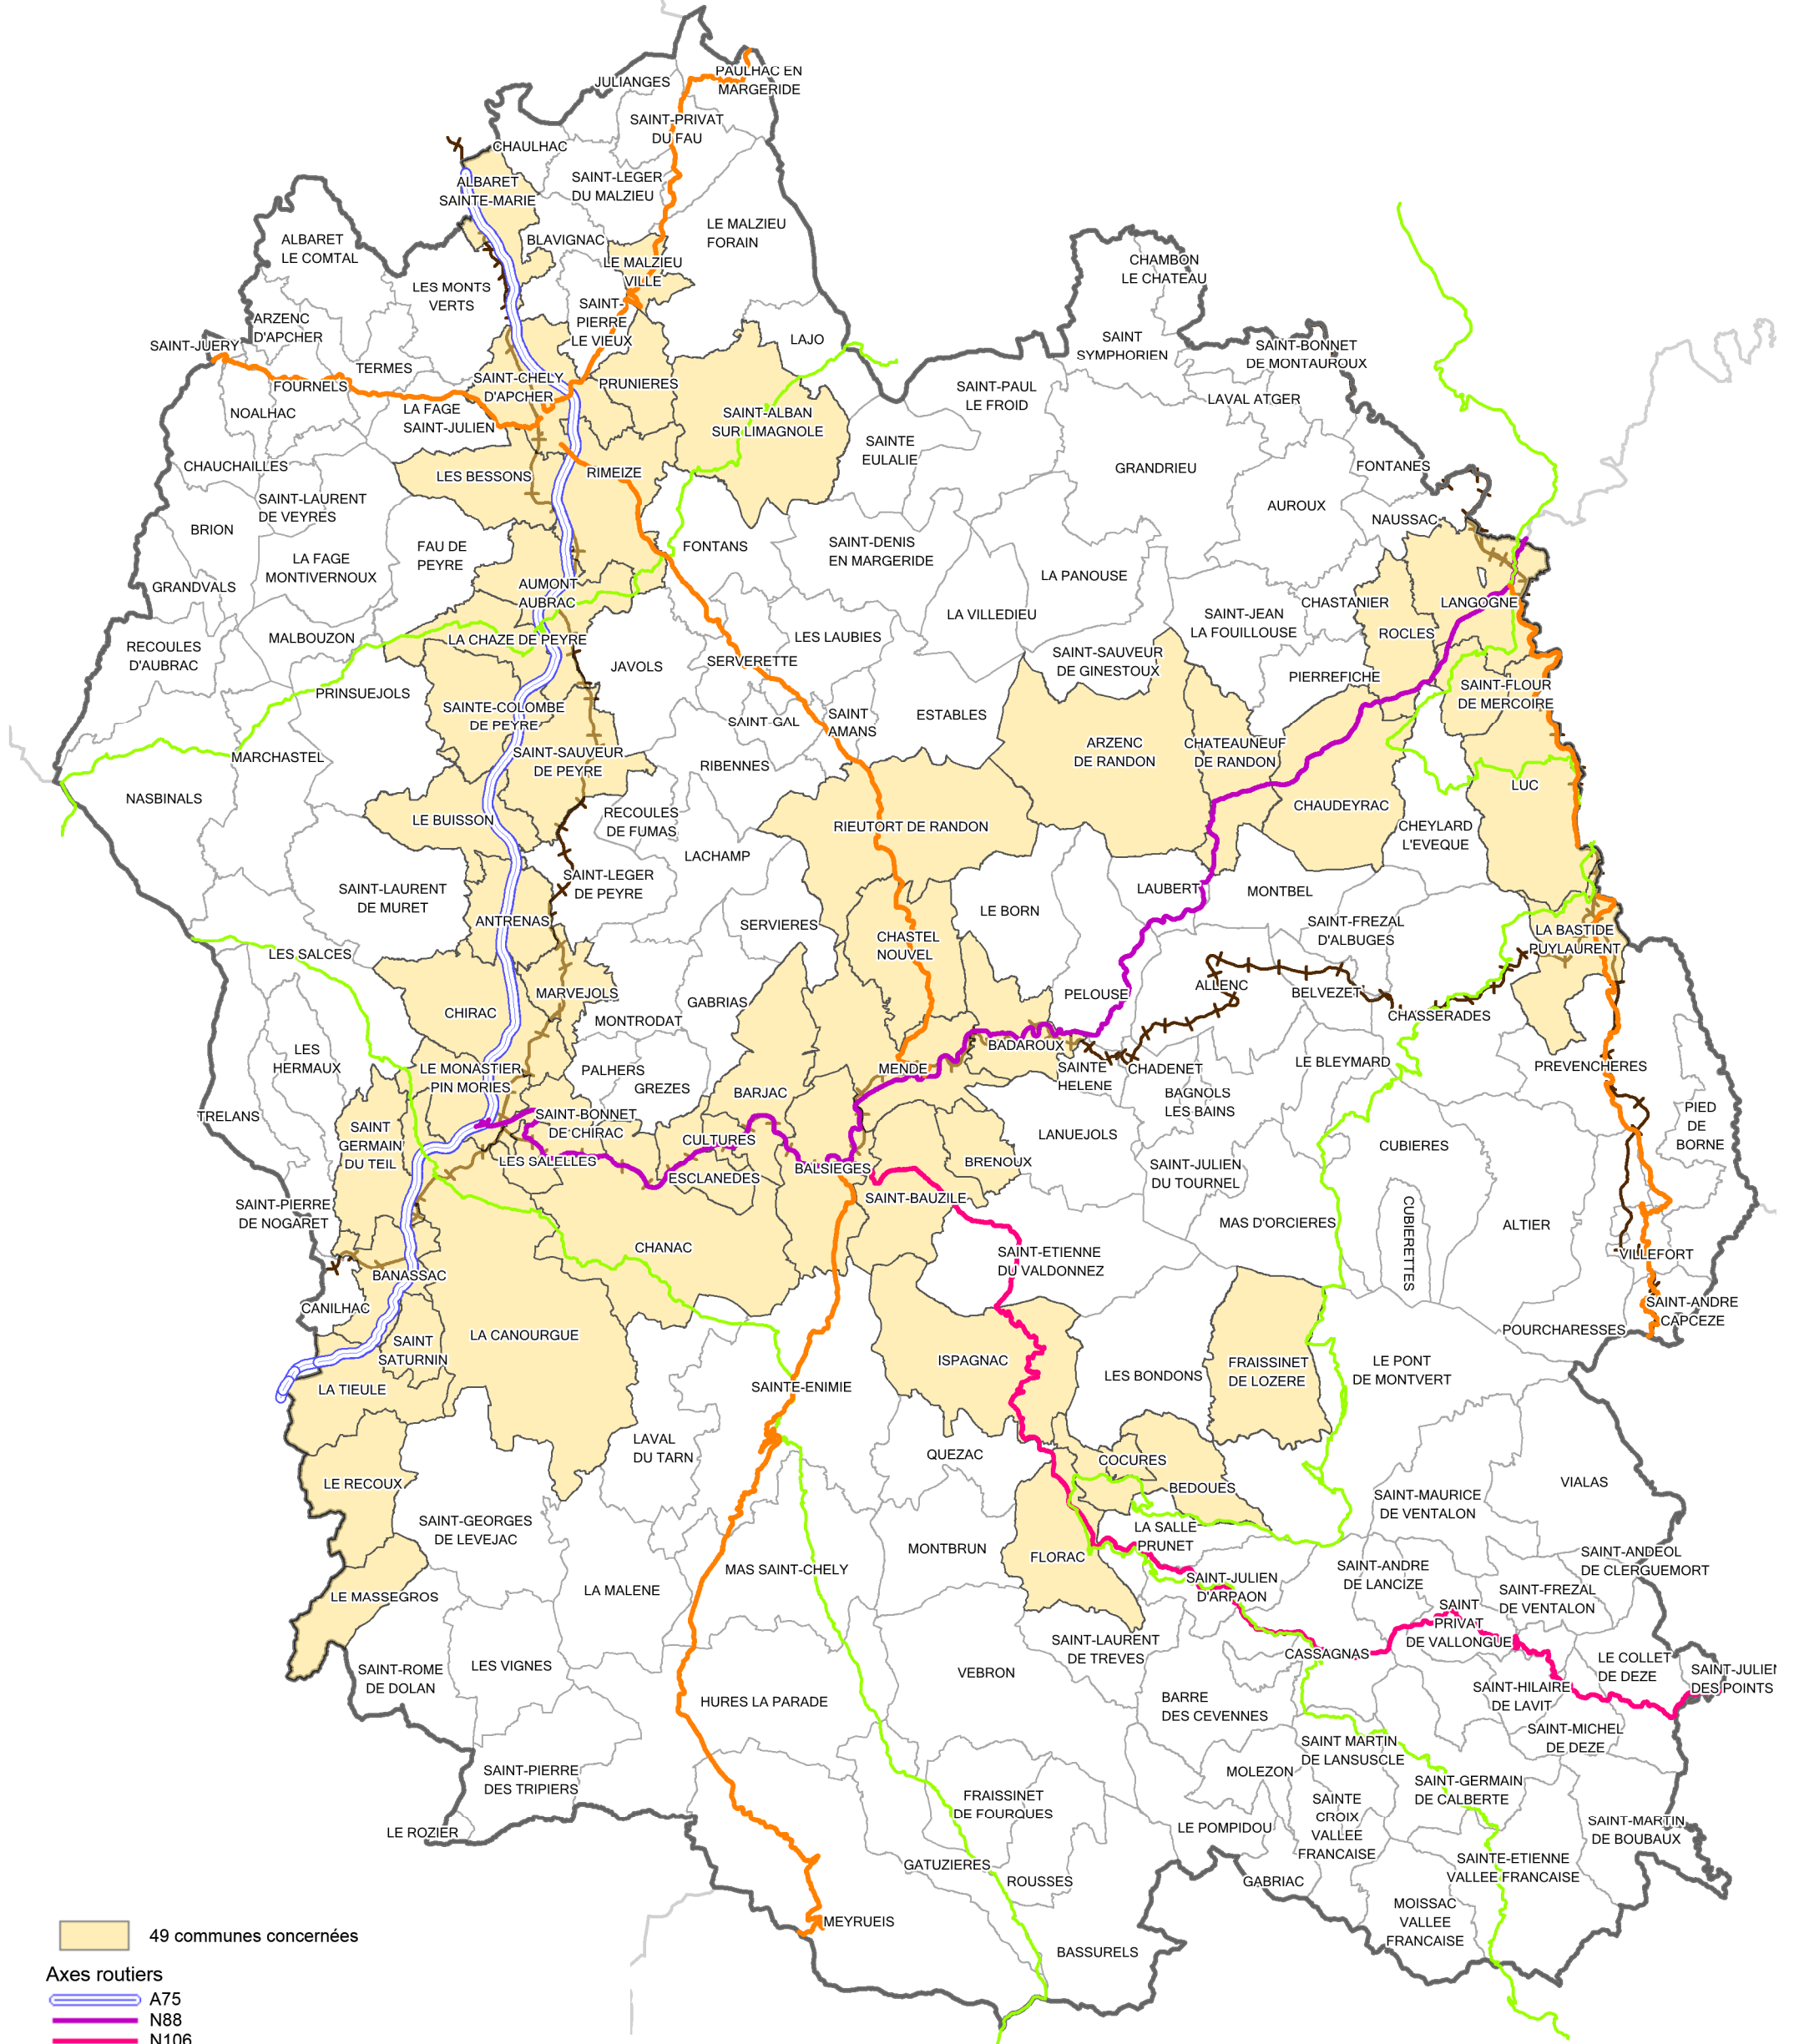 JULIANGES
PAULHAC EN
MARGERIDE
SAINT-PRIVAT
DU FAU
CHAULHAC
ALBARET
SAINTE-MARIE
SAINT-LEGER
DU MALZIEU
LE MALZIEU
FORAIN
ALBARET
LE COMTAL
BLAVIGNAC
LE MALZIEU
VILLE
CHAMBON
LE CHATEAU
LES MONTS
VERTS
SAINT-
PIERRE
LE VIEUX
ARZENC
D'APCHER
SAINT-JUERY
LAJO
SAINT
SYMPHORIEN
SAINT-BONNET
DE MONTAUROUX
TERMES
FOURNELS
SAINT-CHELY
D'APCHER
PRUNIERES
SAINT-PAUL
LE FROID
LAVAL ATGER
NOALHAC
LA FAGE
SAINT-JULIEN
SAINT-ALBAN
SUR LIMAGNOLE
SAINTE
EULALIE
CHAUCHAILLES
LES BESSONS
RIMEIZE
GRANDRIEU
FONTANES
SAINT-LAURENT
DE VEYRES
AUROUX
BRION
NAUSSAC
LA FAGE
MONTIVERNOUX
FAU DE
PEYRE
FONTANS
SAINT-DENIS
EN MARGERIDE
LA PANOUSE
GRANDVALS
AUMONT
AUBRAC
CHASTANIER
LANGOGNE
LA VILLEDIEU
SAINT-JEAN
LA FOUILLOUSE
RECOULES
D'AUBRAC
MALBOUZON
LA CHAZE DE PEYRE
LES LAUBIES
ROCLES
JAVOLS
SERVERETTE
SAINT-SAUVEUR
DE GINESTOUX
PIERREFICHE
PRINSUEJOLS
SAINTE-COLOMBE
DE PEYRE
SAINT-GAL
SAINT
AMANS
ESTABLES
SAINT-FLOUR
DE MERCOIRE
MARCHASTEL
SAINT-SAUVEUR
DE PEYRE
RIBENNES
ARZENC
DE RANDON
CHATEAUNEUF
DE RANDON
NASBINALS
LE BUISSON
RECOULES
DE FUMAS
RIEUTORT DE RANDON
CHAUDEYRAC
LUC
CHEYLARD
L'EVEQUE
LACHAMP
SAINT-LAURENT
DE MURET
SAINT-LEGER
DE PEYRE
LAUBERT
MONTBEL
ANTRENAS
SERVIERES
LE BORN
SAINT-FREZAL
D'ALBUGES
LA BASTIDE
PUYLAURENT
LES SALCES
CHASTEL
NOUVEL
CHIRAC
MARVEJOLS
GABRIAS
PELOUSE
ALLENC
BELVEZET
CHASSERADES
MONTRODAT
LES
HERMAUX
LE MONASTIER
PIN MORIES
PALHERS
GREZES
BARJAC
MENDE
BADAROUX
SAINTE
HELENE
CHADENET
LE BLEYMARD
PREVENCHERES
BAGNOLS
LES BAINS
TRELANS
SAINT
GERMAIN
DU TEIL
SAINT-BONNET
DE CHIRAC
CULTURES
LANUEJOLS
CUBIERES
PIED
DE
BORNE
LES SALELLES
ESCLANEDES
BALSIEGES
BRENOUX
SAINT-JULIEN
DU TOURNEL
SAINT-BAUZILE
SAINT-PIERRE
DE NOGARET
CHANAC
SAINT-ETIENNE
DU VALDONNEZ
MAS D'ORCIERES
CUBIERETTES
ALTIER
VILLEFORT
BANASSAC
CANILHAC
SAINT-ANDRE
CAPCEZE
LA CANOURGUE
SAINT
SATURNIN
POURCHARESSES
ISPAGNAC
LES BONDONS
FRAISSINET
DE LOZERE
LE PONT
DE MONTVERT
LA TIEULE
SAINTE-ENIMIE
LAVAL
DU TARN
QUEZAC
COCURES
BEDOUES
LE RECOUX
VIALAS
SAINT-MAURICE
DE VENTALON
SAINT-GEORGES
DE LEVEJAC
LA SALLE
PRUNET
MONTBRUN
FLORAC
MAS SAINT-CHELY
SAINT-ANDRE
DE LANCIZE
SAINT-ANDEOL
DE CLERGUEMORT
LE MASSEGROS
LA MALENE
SAINT-JULIEN
D'ARPAON
SAINT-FREZAL
DE VENTALON
SAINT
PRIVAT
DE VALLONGUE
SAINT-ROME
DE DOLAN
LES VIGNES
SAINT-LAURENT
DE TREVES
CASSAGNAS
LE COLLET
DE DEZE
VEBRON
SAINT-JULIEN
DES POINTS
HURES LA PARADE
BARRE
DES CEVENNES
SAINT-HILAIRE
DE LAVIT
SAINT-MICHEL
DE DEZE
SAINT MARTIN
DE LANSUSCLE
SAINT-PIERRE
DES TRIPIERS
MOLEZON
SAINT-GERMAIN
DE CALBERTE
FRAISSINET
DE FOURQUES
SAINTE
CROIX
VALLEE
FRANCAISE
LE ROZIER
LE POMPIDOU
SAINT-MARTIN
DE BOUBAUX
GATUZIERES
ROUSSES
GABRIAC
SAINTE-ETIENNE
VALLEE FRANCAISE
MEYRUEIS
MOISSAC
VALLEE
FRANCAISE
BASSURELS
49 communes concernées
Axes routiers
A75
N88
N106